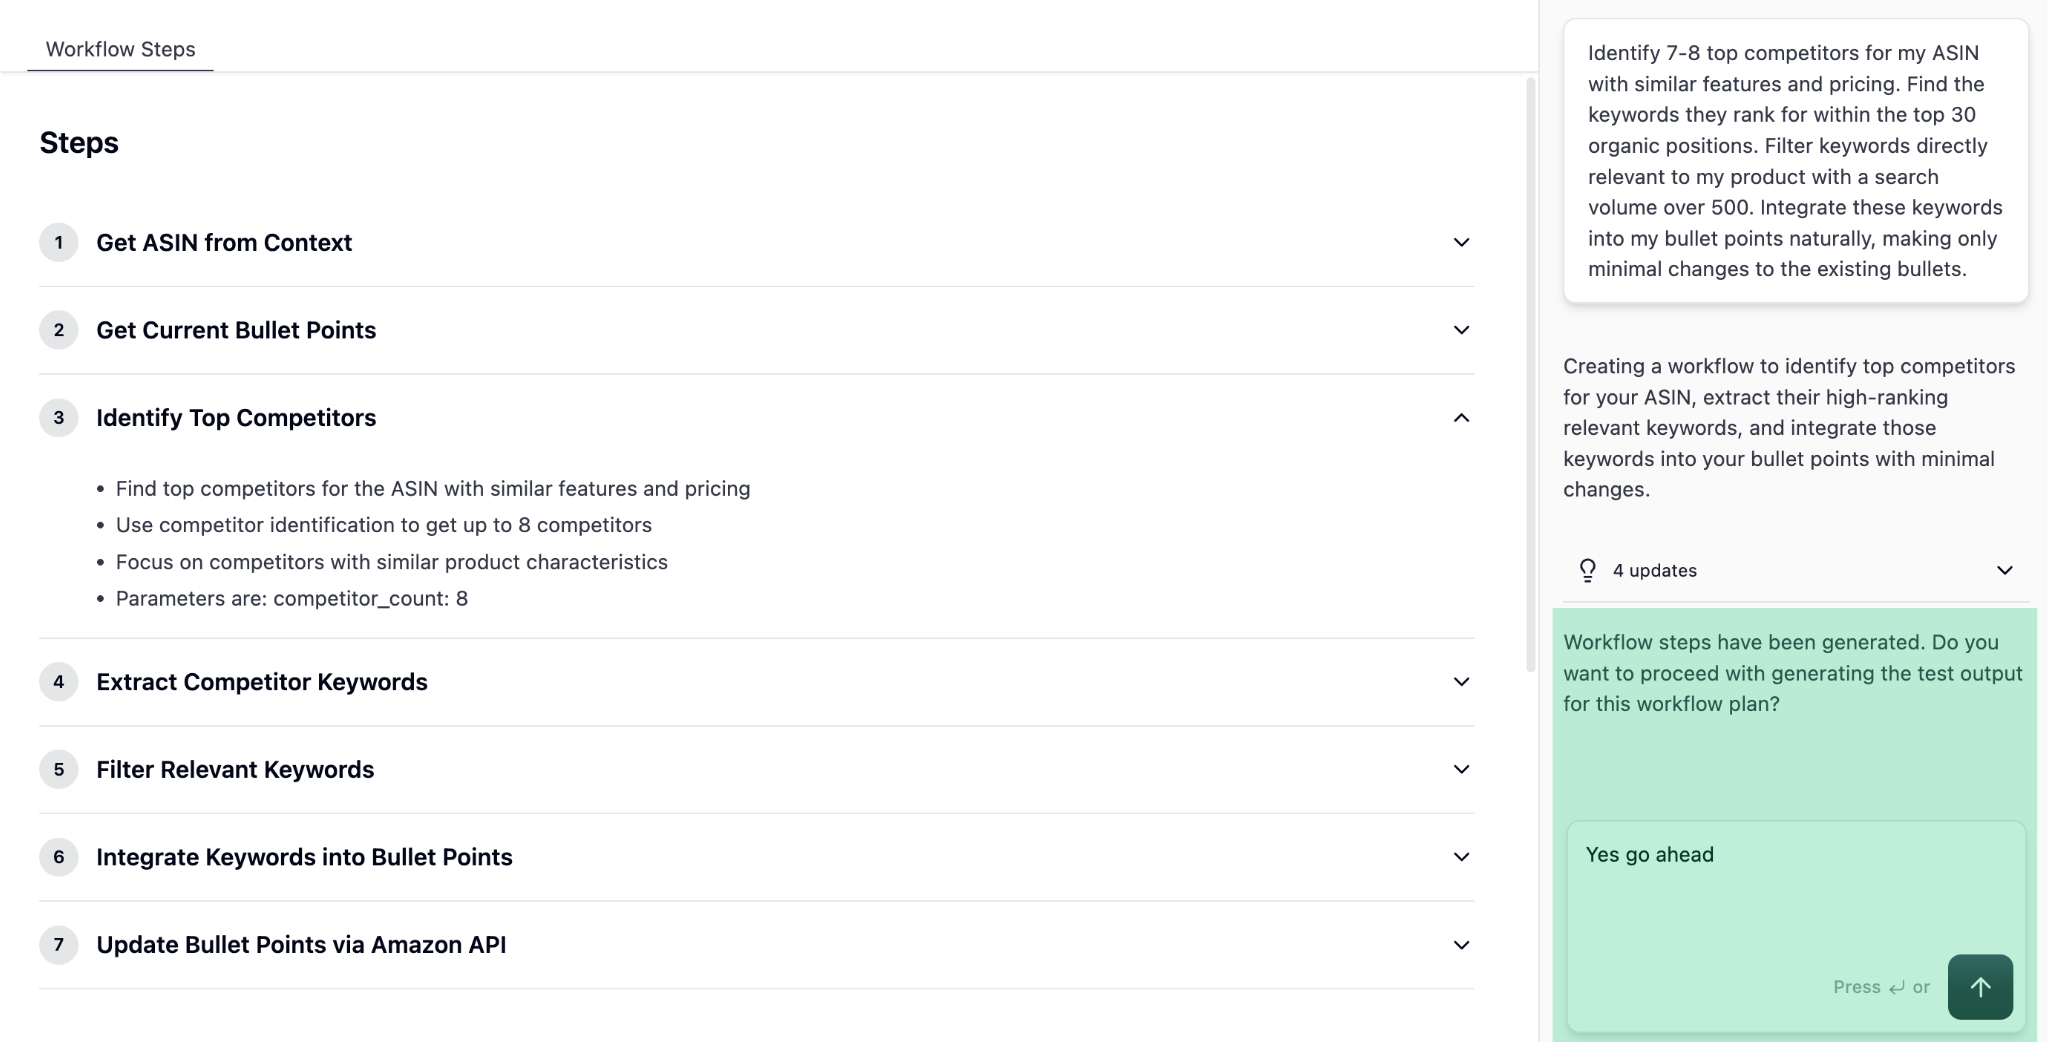 Workflow Steps
Steps
1 Get ASIN from Context
2 Get Current Bullet Points
3 Identify Top Competitors
• Find top competitors for the ASIN with similar features and pricing
• Use competitor identification to get up to 8 competitors
• Focus on competitors with similar product characteristics
• Parameters are: competitor_count: 8
4 Extract Competitor Keywords
5 Filter Relevant Keywords
6 Integrate Keywords into Bullet Points
7 Update Bullet Points via Amazon API
Identify 7-8 top competitors for my ASIN
with similar features and pricing. Find the
keywords they rank for within the top 30
organic positions. Filter keywords directly
relevant to my product with a search
volume over 500. Integrate these keywords
into my bullet points naturally, making only
minimal changes to the existing bullets.
Creating a workflow to identify top competitors
for your ASIN, extract their high-ranking
relevant keywords, and integrate those
keywords into your bullet points with minimal
changes.
4 updates
Workflow steps have been generated. Do you
want to proceed with generating the test output
for this workflow plan?
Yes go ahead
Press ↵ or